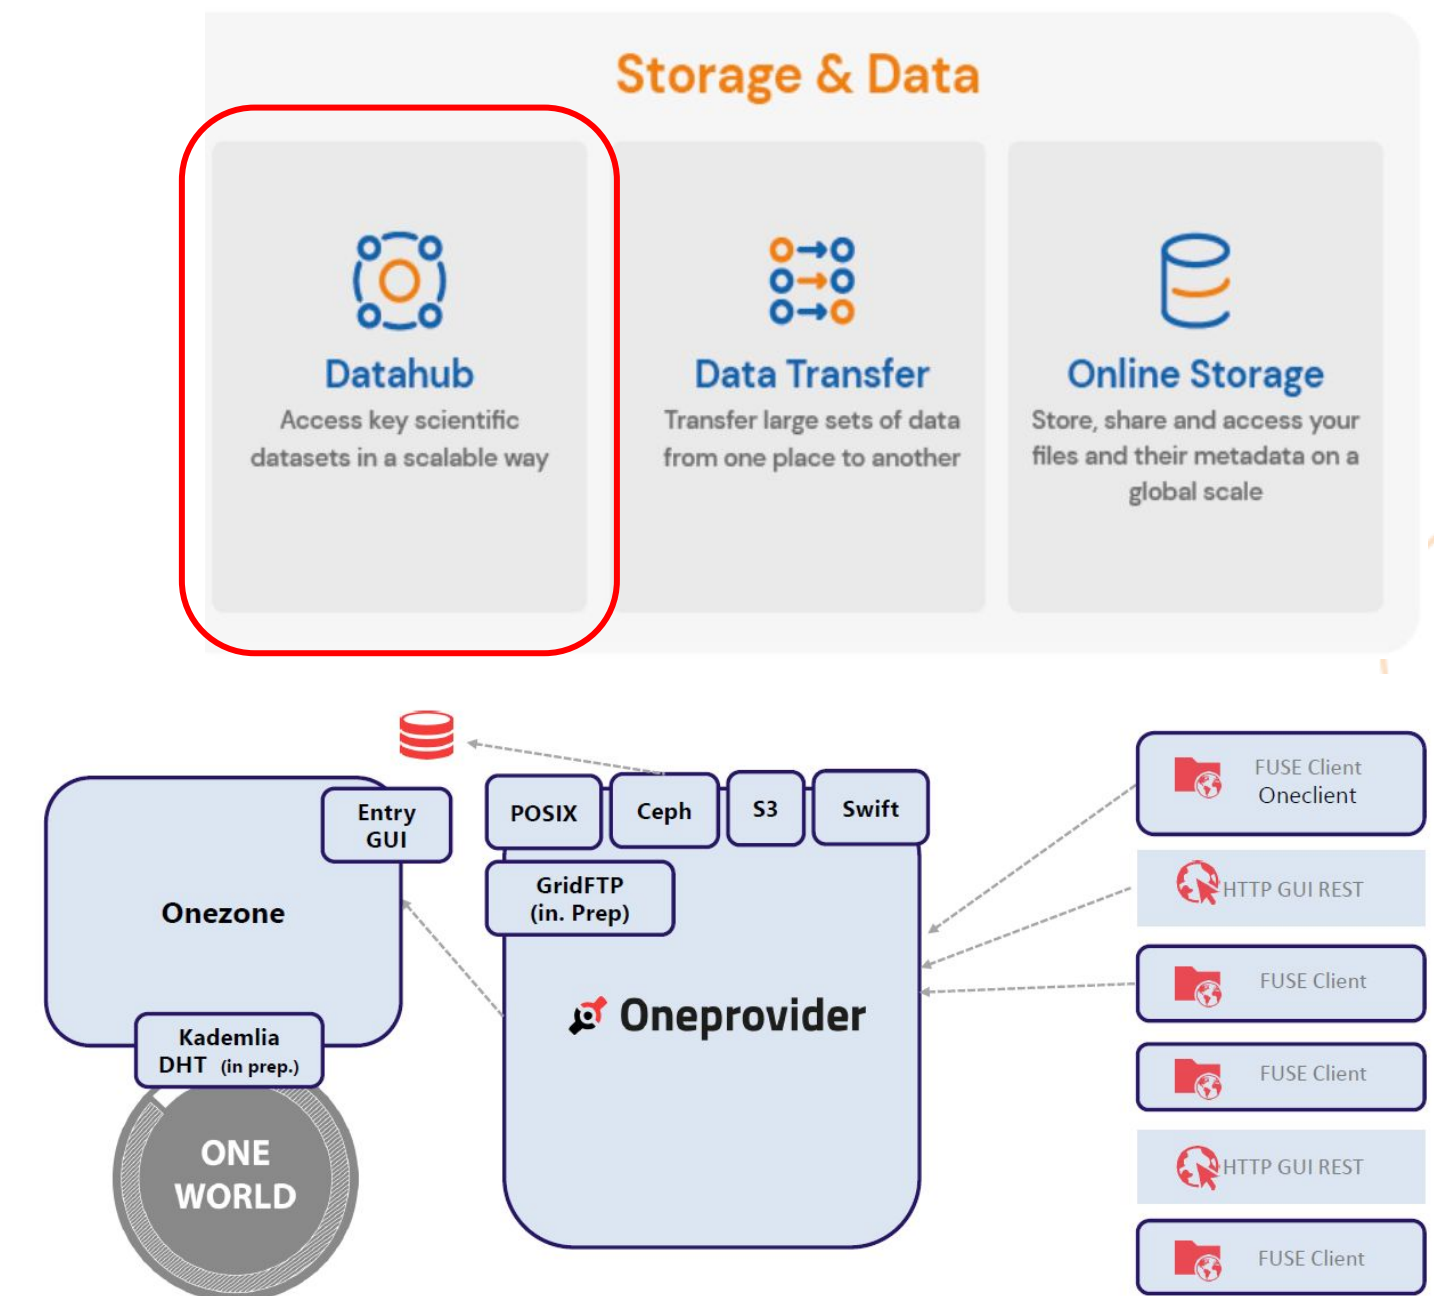 Storage & Data
Datahub
Access key scientific
datasets in a scalable way
Data Transfer
Transfer large sets of data
from one place to another
Online Storage
Store, share and access your
files and their metadata on a
global scale
Entry
GUI
Onezone
Kademlia
DHT (in prep.)
ONE
WORLD
POSIX
Ceph
S3
Swift
GridFTP
(in. Prep)
Oneprovider
FUSE Client
Oneclient
HTTP GUI REST
FUSE Client
FUSE Client
HTTP GUI REST
FUSE Client